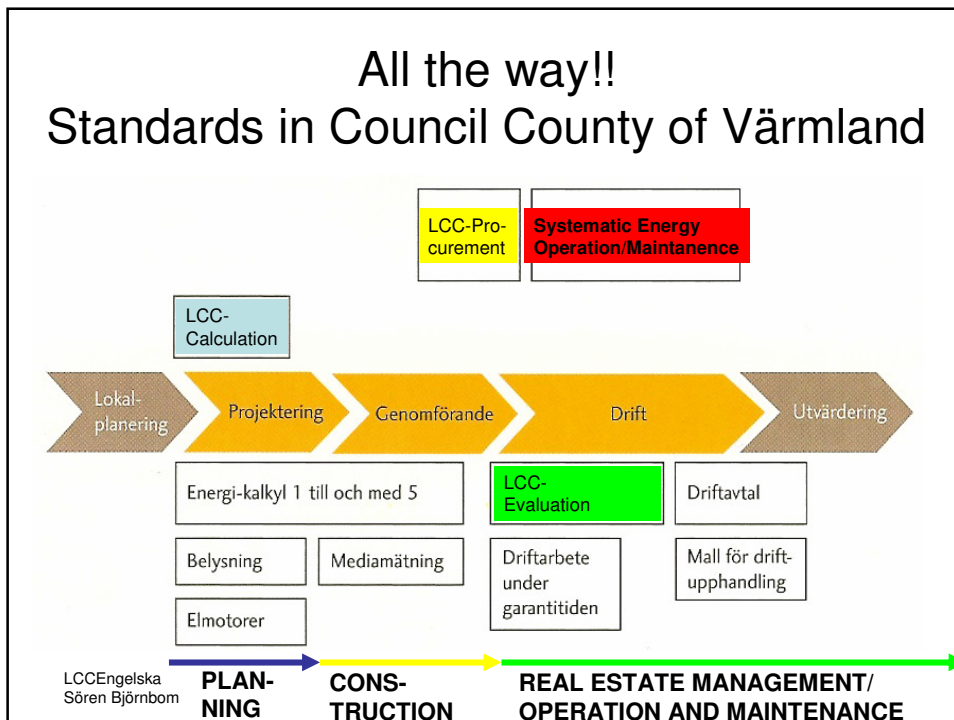 All the way!!
Standards in Council County of Värmland
LCC-Pro-
curement
Systematic Energy
Operation/Maintanence
LCC-
Calculation
Lokal-
planering
Projektering
Genomförande
Drift
Utvärdering
Energi-kalkyl 1 till och med 5
LCC-
Evaluation
Driftavtal
Belysning
Mediamätning
Driftarbete
under
garantitiden
Mall för drift-
upphandling
Elmotorer
LCCEngelska
Sören Björnbom
PLAN-
NING
CONS-
TRUCTION
REAL ESTATE MANAGEMENT/
OPERATION AND MAINTENANCE